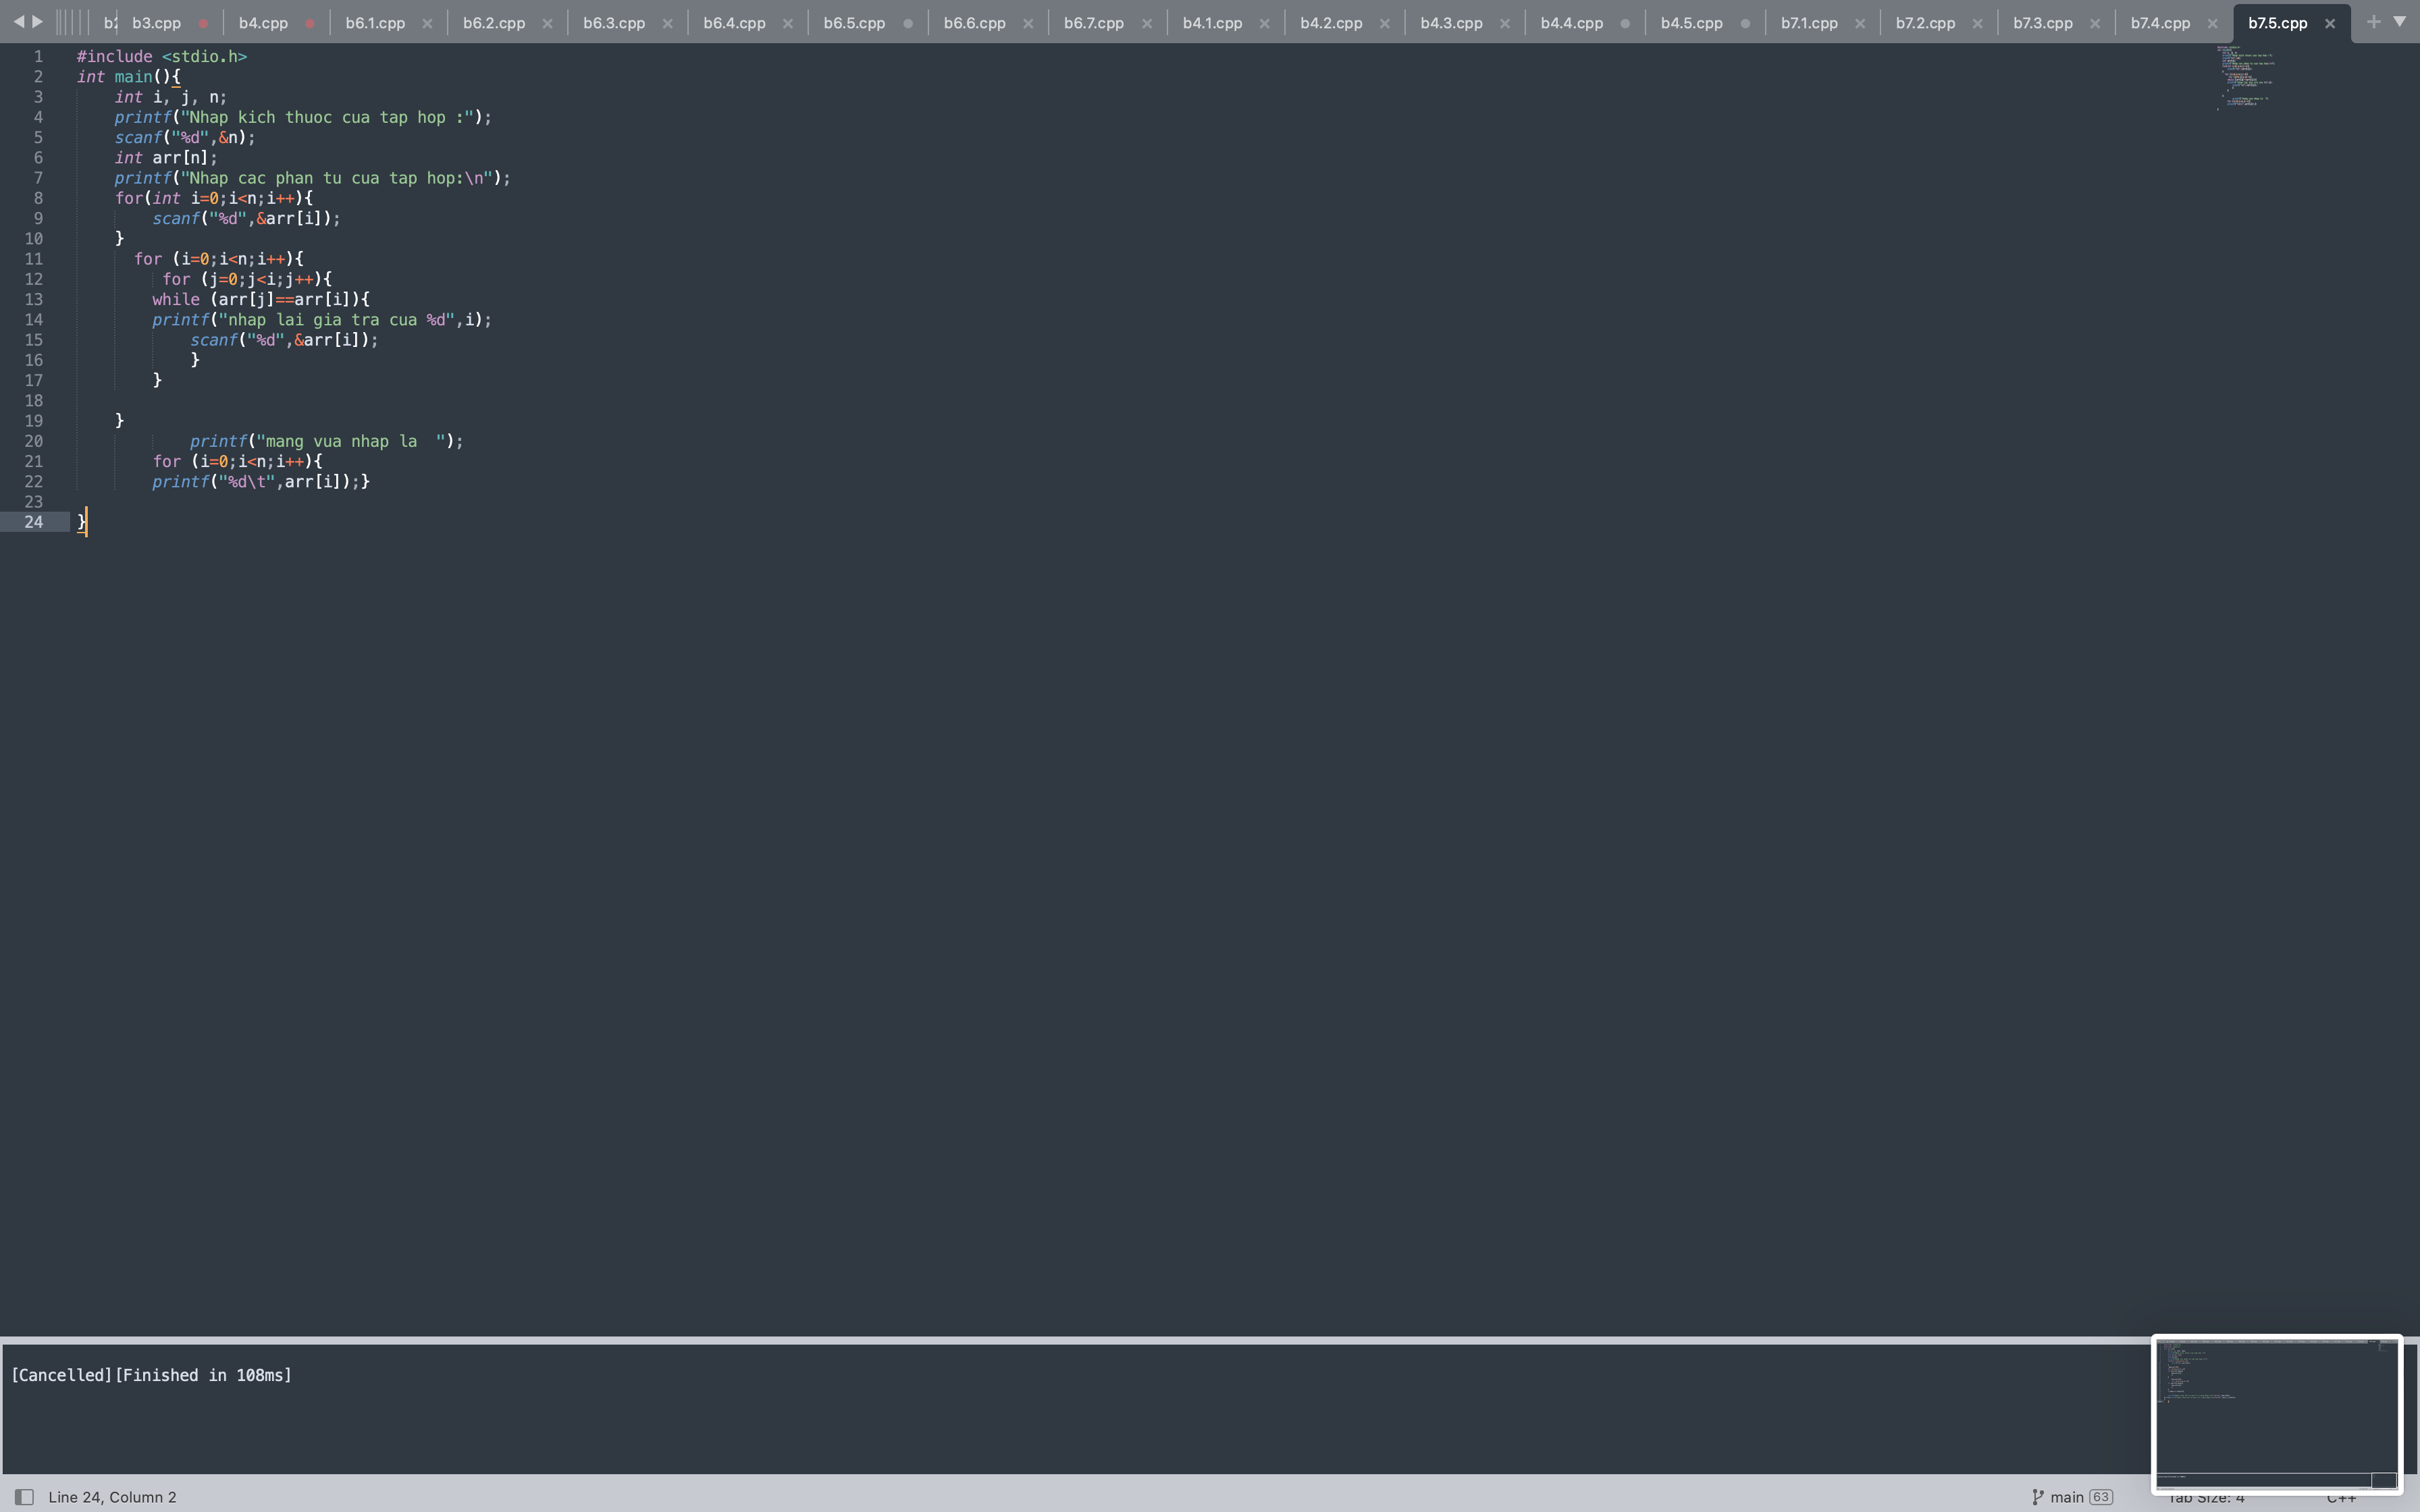 b3.cpp b4.cpp b6.1.cpp b6.2.cpp b6.3.cpp b6.4.cpp b6.5.cpp b6.6.cpp b6.7.cpp b4.1.cpp b4.2.cpp b4.3.cpp b4.4.cpp b4.5.cpp b7.1.cpp b7.2.cpp b7.3.cpp b7.4.cpp b7.5.cpp
1 #include <stdio.h>
2 int main(){
3 int i, j, n;
4 printf("Nhap kich thuoc cua tap hop :");
5 scanf("%d",&n);
6 int arr[n];
7 printf("Nhap cac phan tu cua tap hop:\n");
8 for(int i=0;i<n;i++){
9 scanf("%d",&arr[i]);
10 }
11 for (i=0;i<n;i++){
12 for (j=0;j<i;j++){
13 while (arr[j]==arr[i]){
14 printf("nhap lai gia tra cua %d",i);
15 scanf("%d",&arr[i]);
16 }
17 }
18
19 }
20 printf("mang vua nhap la  ");
21 for (i=0;i<n;i++){
22 printf("%d\t",arr[i]);}
23
24 }
[Cancelled][Finished in 108ms]
Line 24, Column 2 main 63 Tab Size: 4 C++